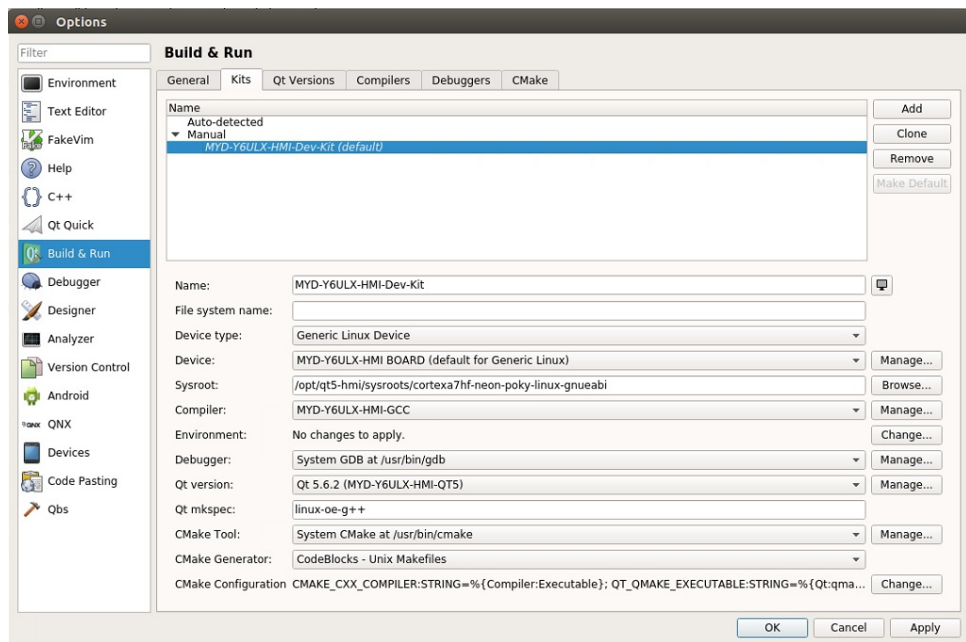 Options
Filter
Build & Run
Environment
Text Editor
FakeVim
Help
C++
Qt Quick
Build & Run
Debugger
Designer
Analyzer
Version Control
Android
QNX
Devices
Code Pasting
Qbs
General Kits Qt Versions Compilers Debuggers CMake
Name
Auto-detected
Manual
MYD-Y6ULX-HMI-Dev-Kit (default)
Add
Clone
Remove
Make Default
Name: MYD-Y6ULX-HMI-Dev-Kit
File system name:
Device type: Generic Linux Device
Device: MYD-Y6ULX-HMI BOARD (default for Generic Linux) Manage...
Sysroot: /opt/qt5-hmi/sysroots/cortexa7hf-neon-poky-linux-gnueabi Browse...
Compiler: MYD-Y6ULX-HMI-GCC Manage...
Environment: No changes to apply. Change...
Debugger: System GDB at /usr/bin/gdb Manage...
Qt version: Qt 5.6.2 (MYD-Y6ULX-HMI-QT5) Manage...
Qt mkspec: linux-oe-g++
CMake Tool: System CMake at /usr/bin/cmake Manage...
CMake Generator: CodeBlocks - Unix Makefiles
CMake Configuration CMAKE_CXX_COMPILER:STRING=%{Compiler:Executable}; QT_QMAKE_EXECUTABLE:STRING=%{Qt:qma... Change...
OK Cancel Apply